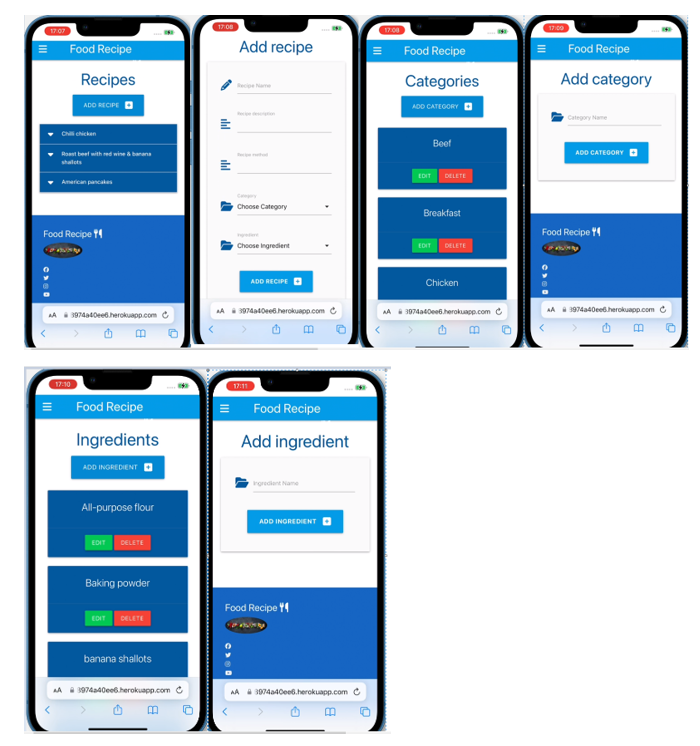 17:07
Food Recipe
Recipes
ADD RECIPE
Chilli chicken
Roast beef with red wine & banana
shallots
American pancakes
Food Recipe
AA
3974a40ee6.herokuapp.com
17:08
Add recipe
Recipe Name
Recipe description
Recipe method
Category
Choose Category
Ingredient
Choose Ingredient
ADD RECIPE
AA
3974a40ee6.herokuapp.com
17:08
Food Recipe
Categories
ADD CATEGORY
Beef
EDIT DELETE
Breakfast
EDIT DELETE
Chicken
AA
3974a40ee6.herokuapp.com
17:09
Food Recipe
Add category
Category Name
ADD CATEGORY
Food Recipe
AA
3974a40ee6.herokuapp.com
17:10
Food Recipe
Ingredients
ADD INGREDIENT
All-purpose flour
EDIT DELETE
Baking powder
EDIT DELETE
banana shallots
AA
3974a40ee6.herokuapp.com
17:11
Food Recipe
Add ingredient
Ingredient Name
ADD INGREDIENT
Food Recipe
AA
3974a40ee6.herokuapp.com